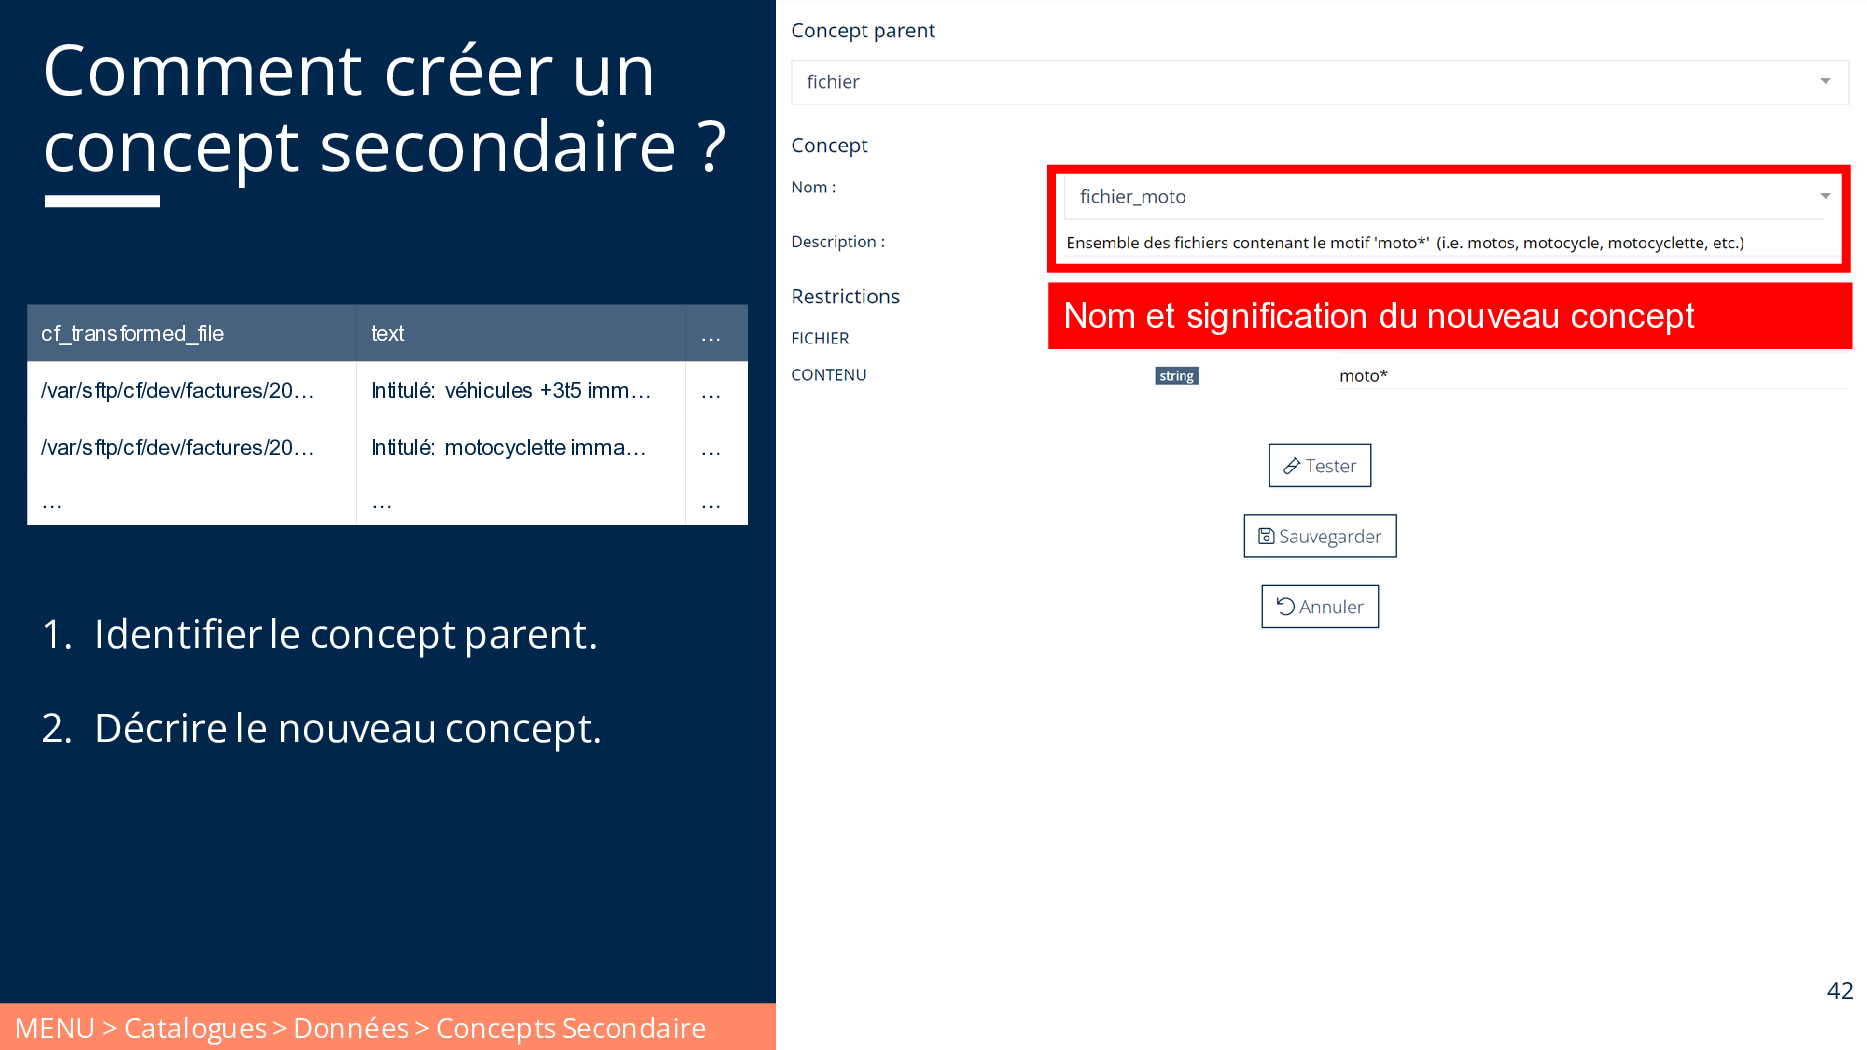 Comment créer un
concept secondaire ?
cf_transformed_file text ...
/var/sftp/cf/dev/factures/20... Intitulé: véhicules +3t5 imm... ...
/var/sftp/cf/dev/factures/20... Intitulé: motocyclette imma... ...
... ... ...
1. Identifier le concept parent.
2. Décrire le nouveau concept.
MENU > Catalogues > Données > Concepts Secondaire
Concept parent
fichier
Concept
Nom : fichier_moto
Description : Ensemble des fichiers contenant le motif 'moto*' (i.e. motos, motocycle, motocyclette, etc.)
Restrictions
Nom et signification du nouveau concept
FICHIER
CONTENU string moto*
Tester
Sauvegarder
Annuler
42